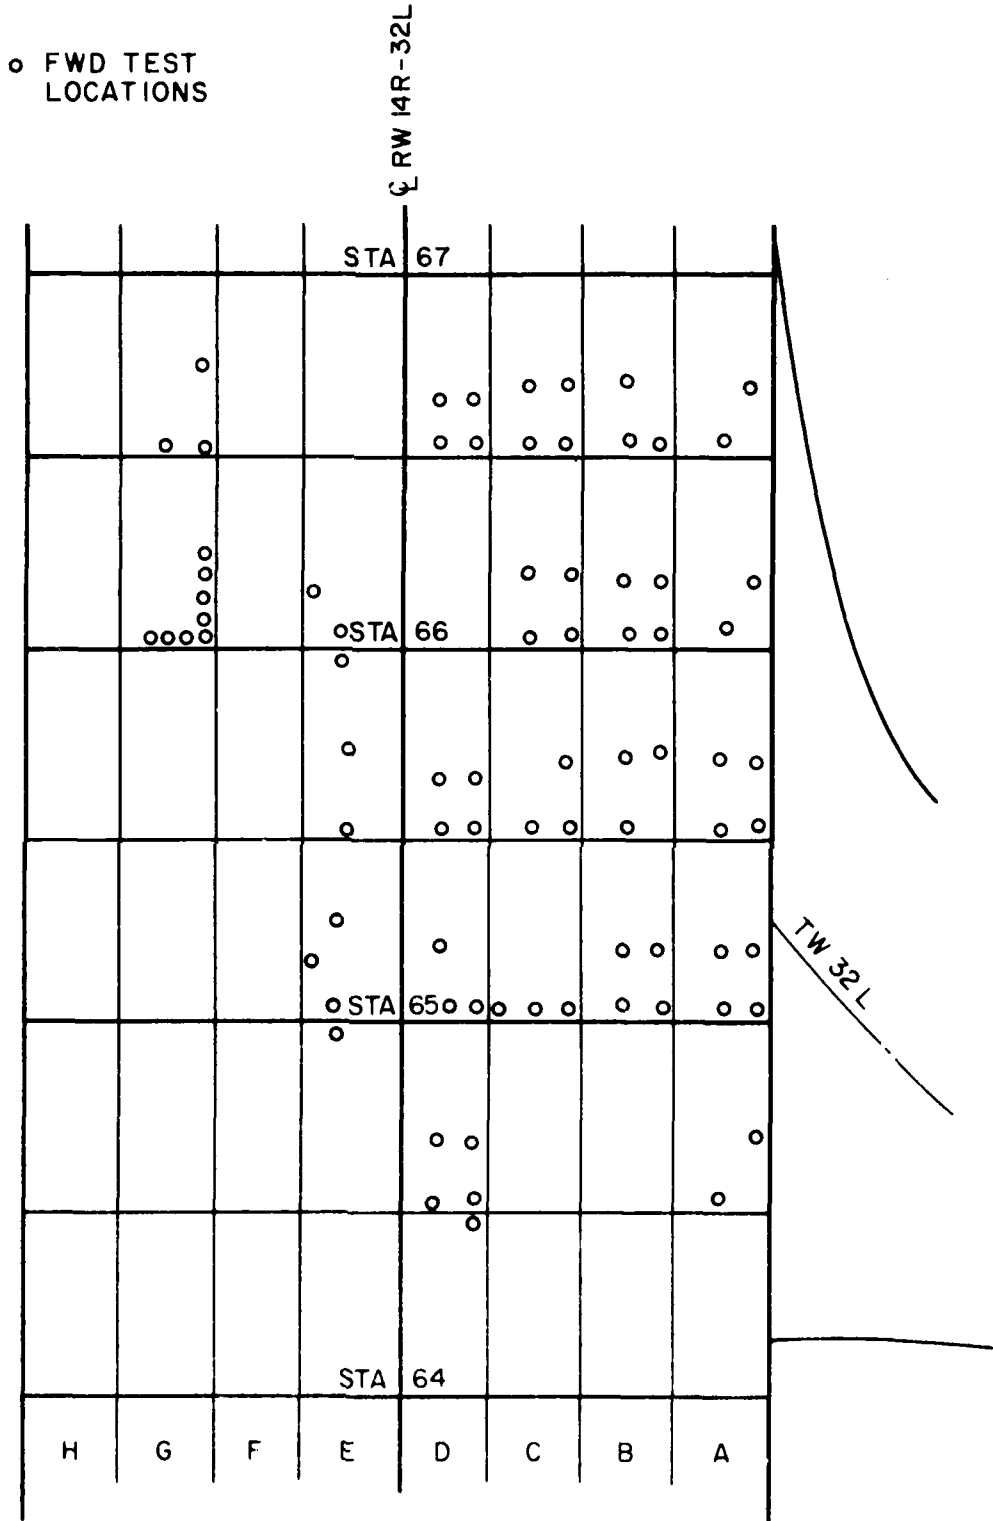 o FWD TEST
LOCATIONS
℄ RW 14R-32L
STA 67
STA 66
STA 65
TW 32L
STA 64
H G F E D C B A